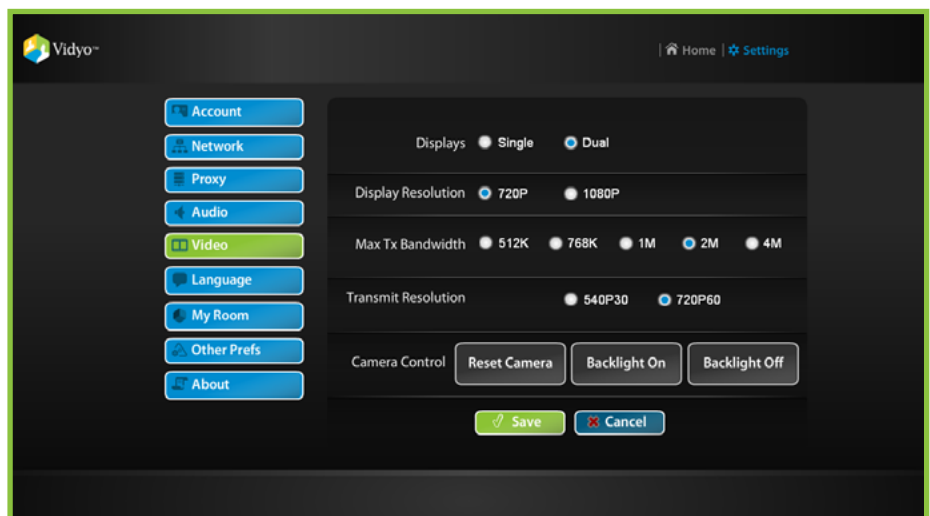 Vidyo™
| Home | Settings
Account
Network
Proxy
Audio
Video
Language
My Room
Other Prefs
About
Displays Single Dual
Display Resolution 720P 1080P
Max Tx Bandwidth 512K 768K 1M 2M 4M
Transmit Resolution 540P30 720P60
Camera Control Reset Camera Backlight On Backlight Off
Save Cancel